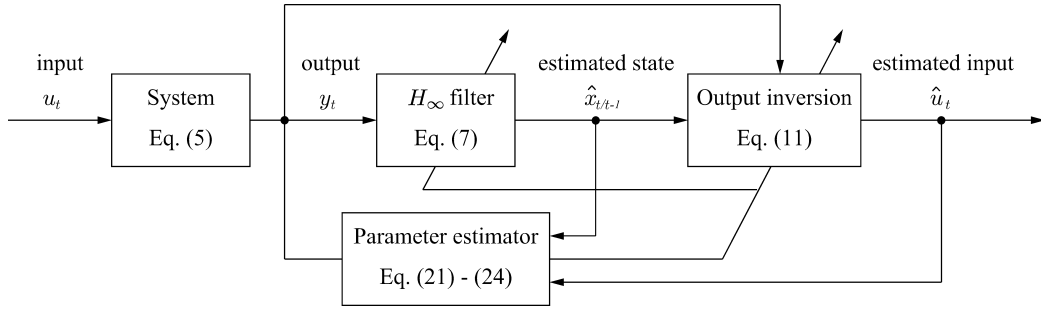 input
u_t
System
Eq. (5)
output
y_t
H_∞ filter
Eq. (7)
estimated state
x̂_{t/t-1}
Output inversion
Eq. (11)
estimated input
û_t
Parameter estimator
Eq. (21) - (24)